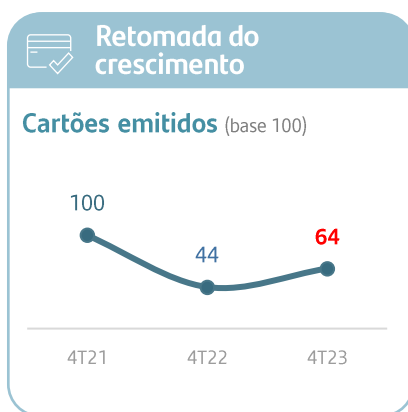 Retomada do
crescimento
Cartões emitidos (base 100)
100
44
64
4T21
4T22
4T23